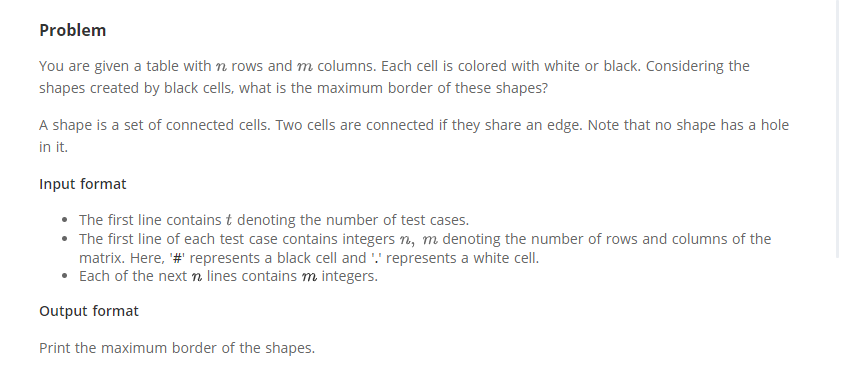 Problem
You are given a table with n rows and m columns. Each cell is colored with white or black. Considering the
shapes created by black cells, what is the maximum border of these shapes?
A shape is a set of connected cells. Two cells are connected if they share an edge. Note that no shape has a hole
in it.
Input format
• The first line contains t denoting the number of test cases.
• The first line of each test case contains integers n, m denoting the number of rows and columns of the
matrix. Here, '#' represents a black cell and '.' represents a white cell.
• Each of the next n lines contains m integers.
Output format
Print the maximum border of the shapes.